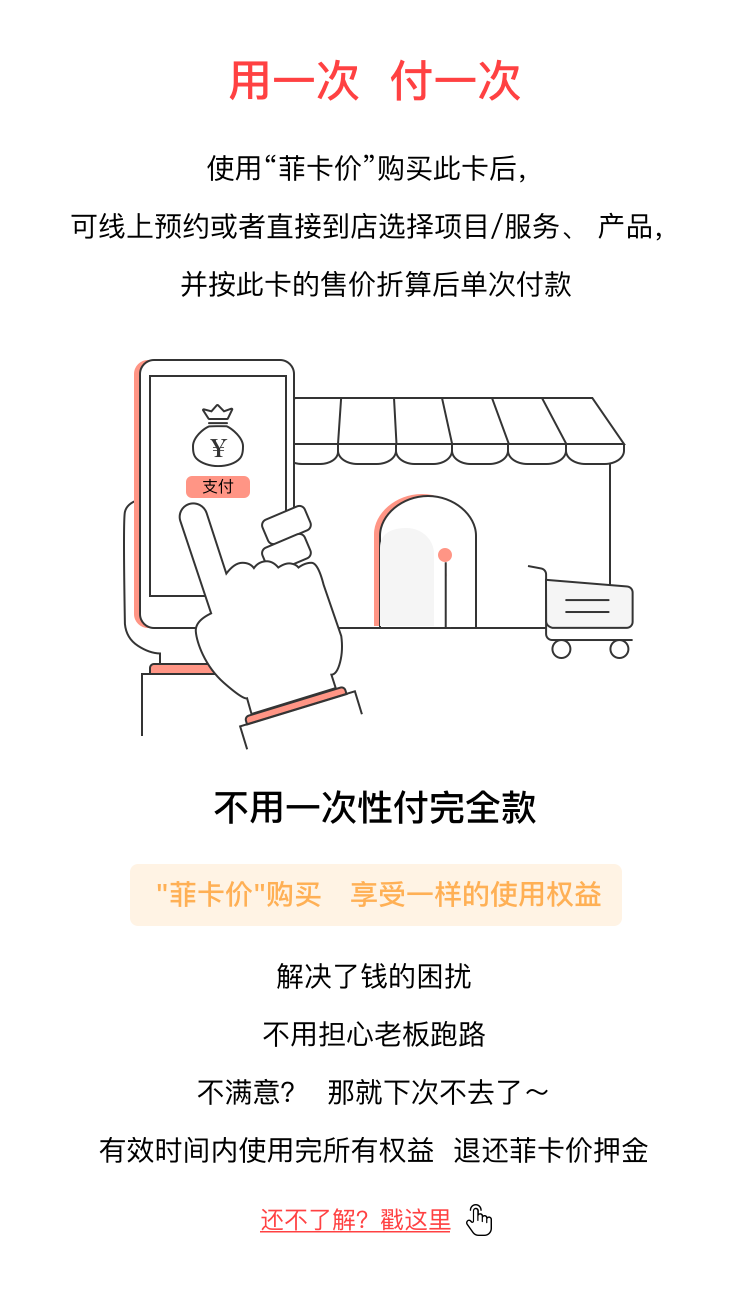 用一次 付一次
使用“菲卡价”购买此卡后，
可线上预约或者直接到店选择项目/服务、 产品，
并按此卡的售价折算后单次付款
¥
支付
不用一次性付完全款
"菲卡价"购买 享受一样的使用权益
解决了钱的困扰
不用担心老板跑路
不满意？ 那就下次不去了～
有效时间内使用完所有权益 退还菲卡价押金
还不了解？戳这里